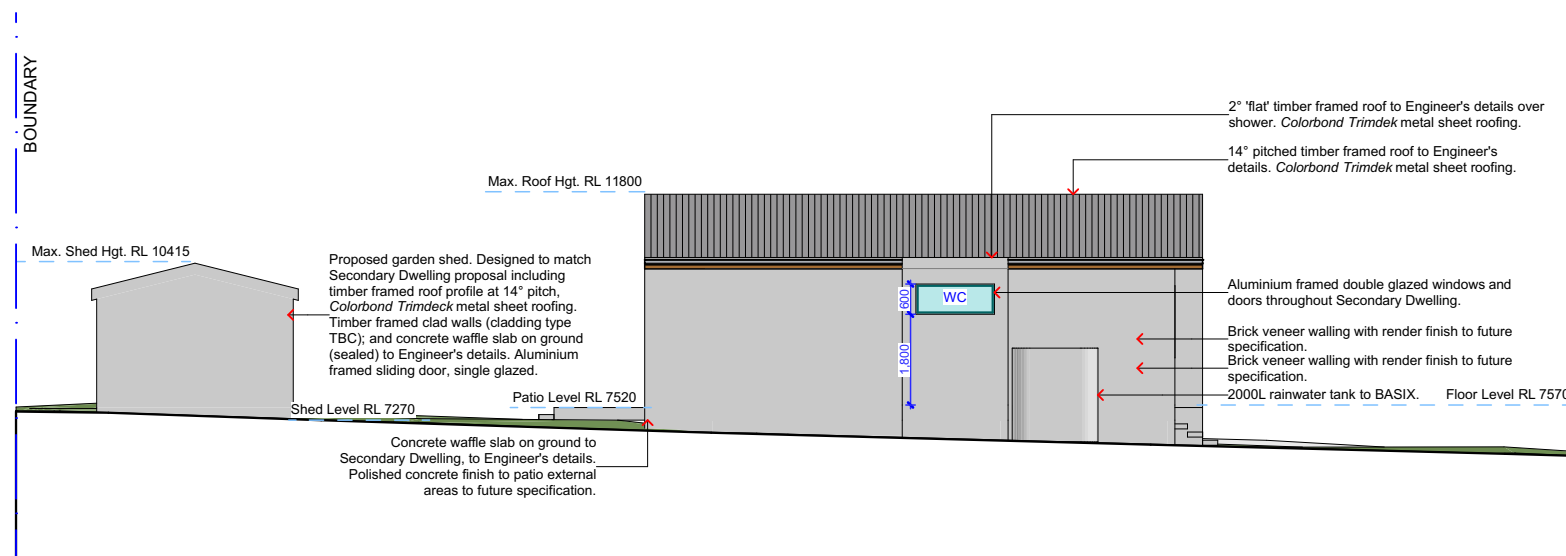 BOUNDARY
2° 'flat' timber framed roof to Engineer's details over
shower. Colorbond Trimdek metal sheet roofing.
14° pitched timber framed roof to Engineer's
details. Colorbond Trimdek metal sheet roofing.
Max. Roof Hgt. RL 11800
Max. Shed Hgt. RL 10415
Proposed garden shed. Designed to match
Secondary Dwelling proposal including
timber framed roof profile at 14° pitch,
Colorbond Trimdeck metal sheet roofing.
Timber framed clad walls (cladding type
TBC); and concrete waffle slab on ground
(sealed) to Engineer's details. Aluminium
framed sliding door, single glazed.
600
WC
1,800
Aluminium framed double glazed windows and
doors throughout Secondary Dwelling.
Brick veneer walling with render finish to future
specification.
Brick veneer walling with render finish to future
specification.
2000L rainwater tank to BASIX.
Floor Level RL 7570
Patio Level RL 7520
Shed Level RL 7270
Concrete waffle slab on ground to
Secondary Dwelling, to Engineer's details.
Polished concrete finish to patio external
areas to future specification.